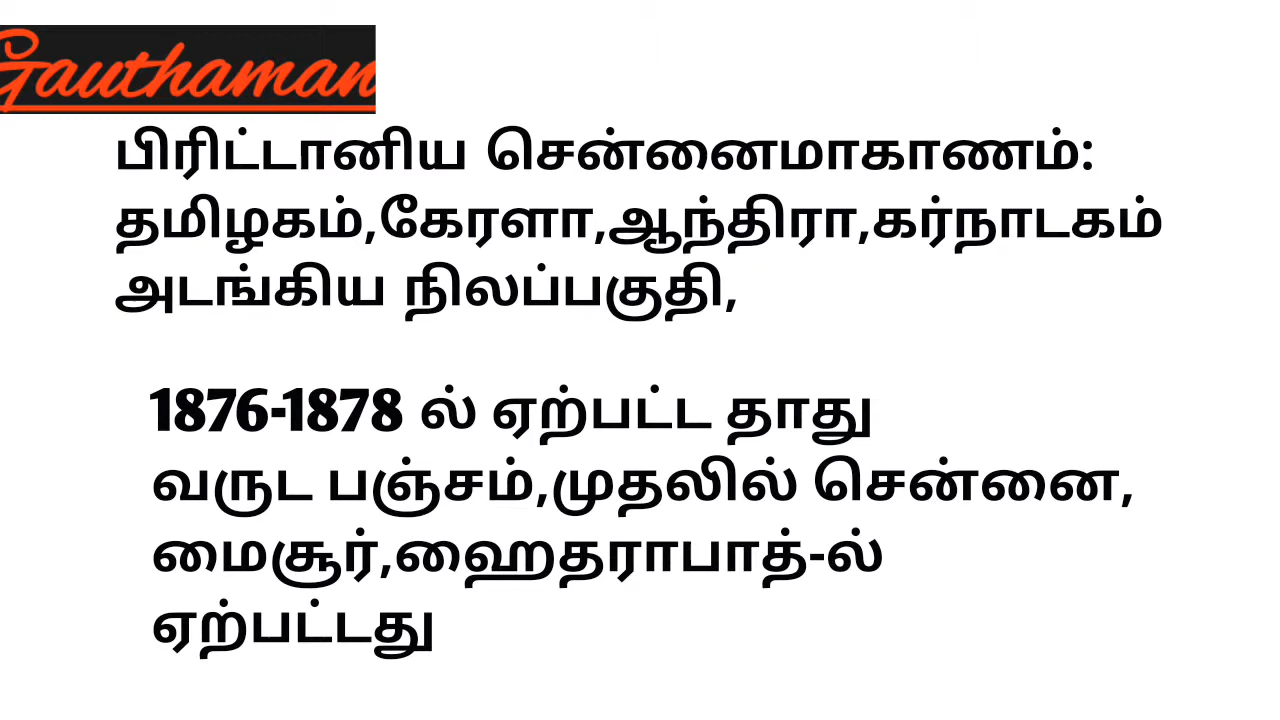 Gauthaman
பிரிட்டானிய சென்னைமாகாணம்:
தமிழகம்,கேரளா,ஆந்திரா,கர்நாடகம்
அடங்கிய நிலப்பகுதி,
1876-1878 ல் ஏற்பட்ட தாது
வருட பஞ்சம்,முதலில் சென்னை,
மைசூர்,ஹைதராபாத்-ல்
ஏற்பட்டது